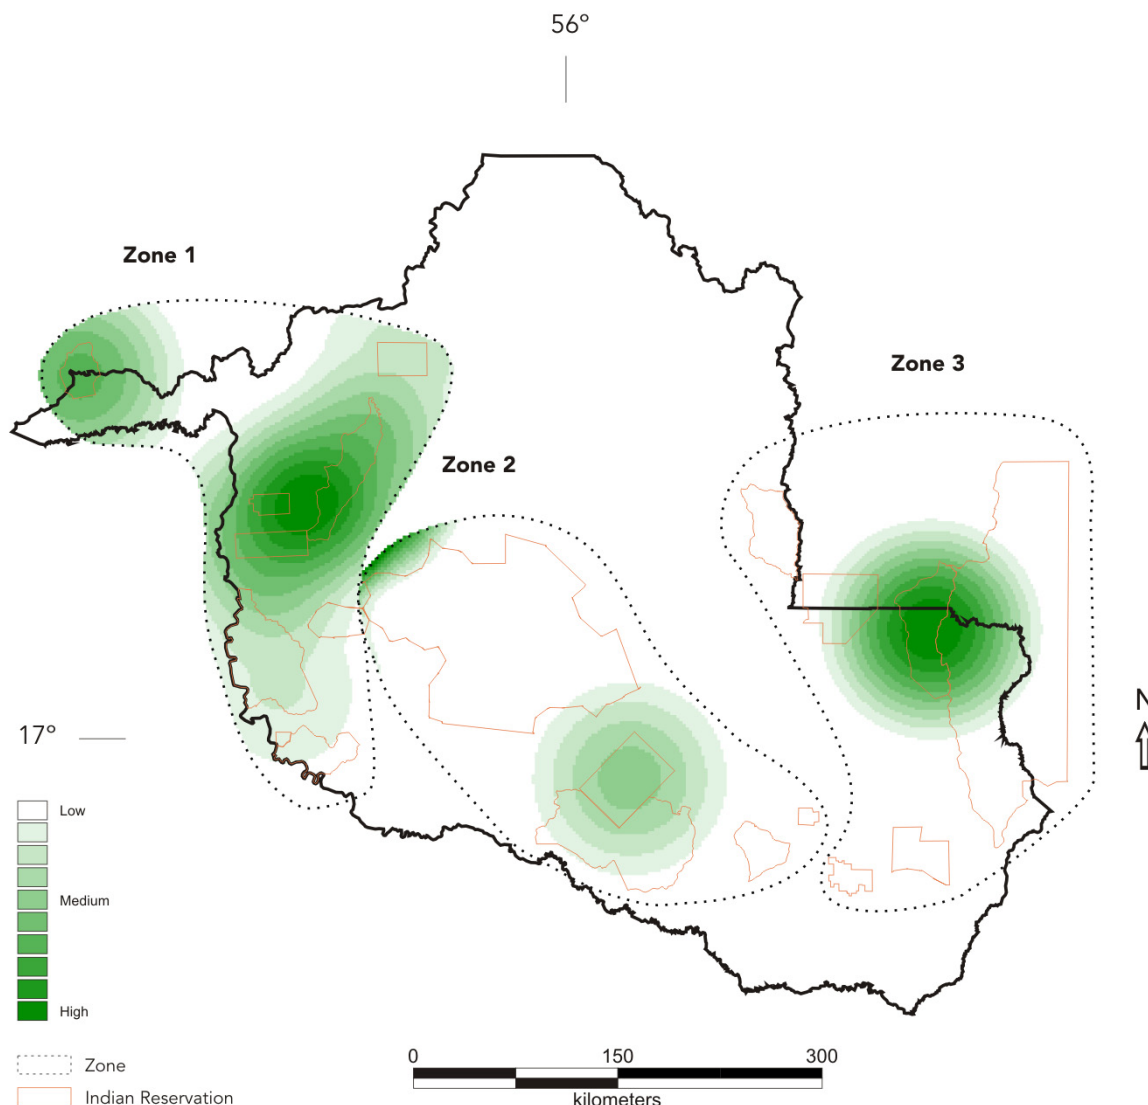 56°
Zone 1
Zone 3
Zone 2
N
17°
Low
Medium
High
Zone
Indian Reservation
0 150 300
kilometers